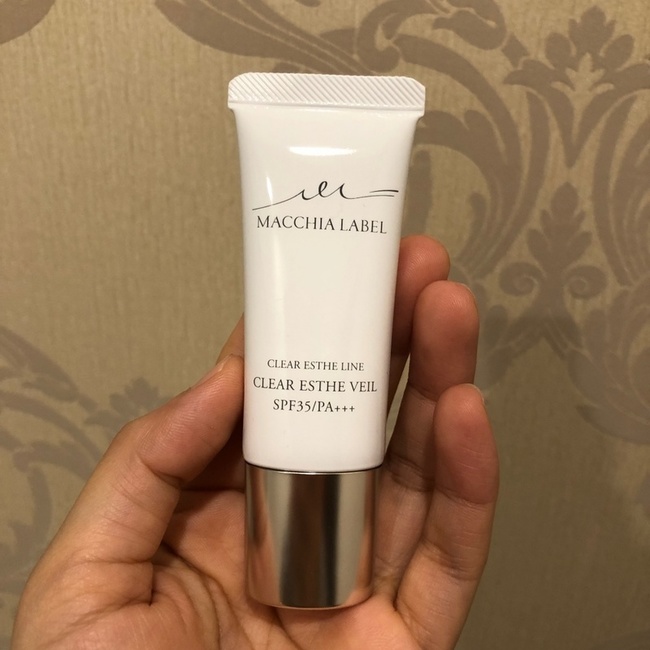 MACCHIA LABEL
CLEAR ESTHE LINE
CLEAR ESTHE VEIL
SPF35/PA+++